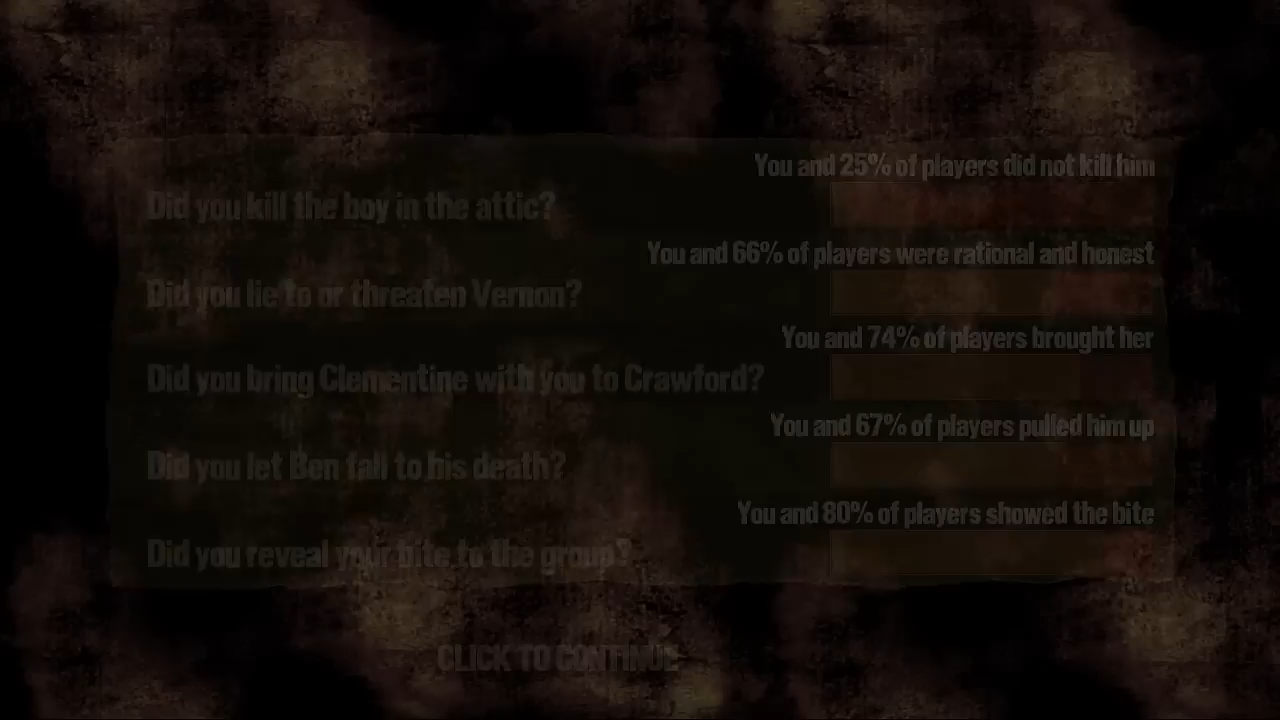 You and 25% of players did not kill him
Did you kill the boy in the attic?
You and 66% of players were rational and honest
Did you lie to or threaten Vernon?
You and 74% of players brought her
Did you bring Clementine with you to Crawford?
You and 67% of players pulled him up
Did you let Ben fall to his death?
You and 80% of players showed the bite
Did you reveal your bite to the group?
CLICK TO CONTINUE